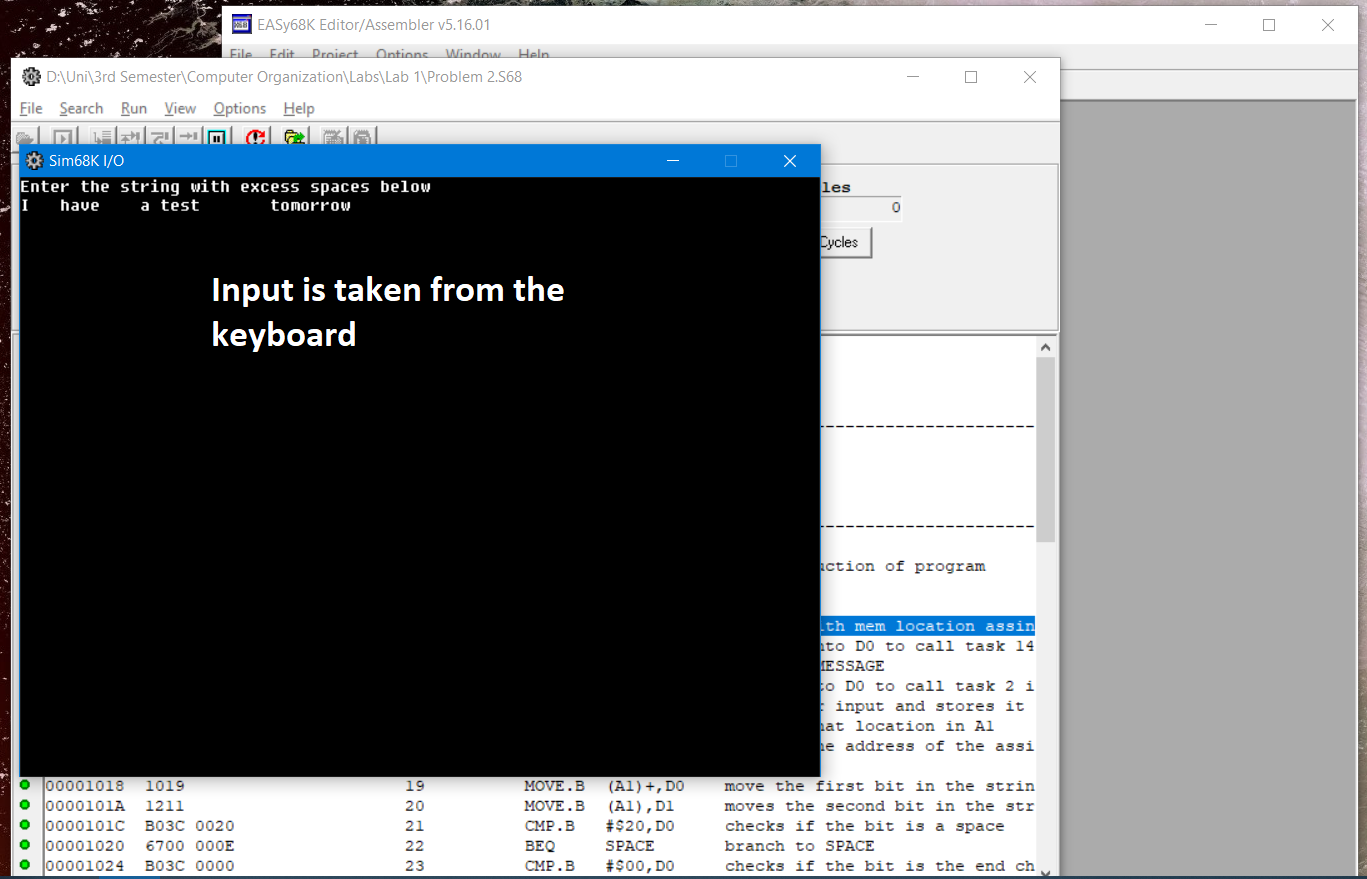 EASy68K Editor/Assembler v5.16.01
File Edit Project Options Window Help
D:\Uni\3rd Semester\Computer Organization\Labs\Lab 1\Problem 2.S68
File Search Run View Options Help
Sim68K I/O
Enter the string with excess spaces below
I have a test tomorrow
les
0
Cycles
Input is taken from the
keyboard
------------------------
------------------------
uction of program
ith mem location assin
nto D0 to call task 14
MESSAGE
to D0 to call task 2 i
r input and stores it
hat location in A1
he address of the assi
00001018 1019 19 MOVE.B (A1)+,D0 move the first bit in the strin
0000101A 1211 20 MOVE.B (A1),D1 moves the second bit in the str
0000101C B03C 0020 21 CMP.B #$20,D0 checks if the bit is a space
00001020 6700 000E 22 BEQ SPACE branch to SPACE
00001024 B03C 0000 23 CMP.B #$00,D0 checks if the bit is the end ch